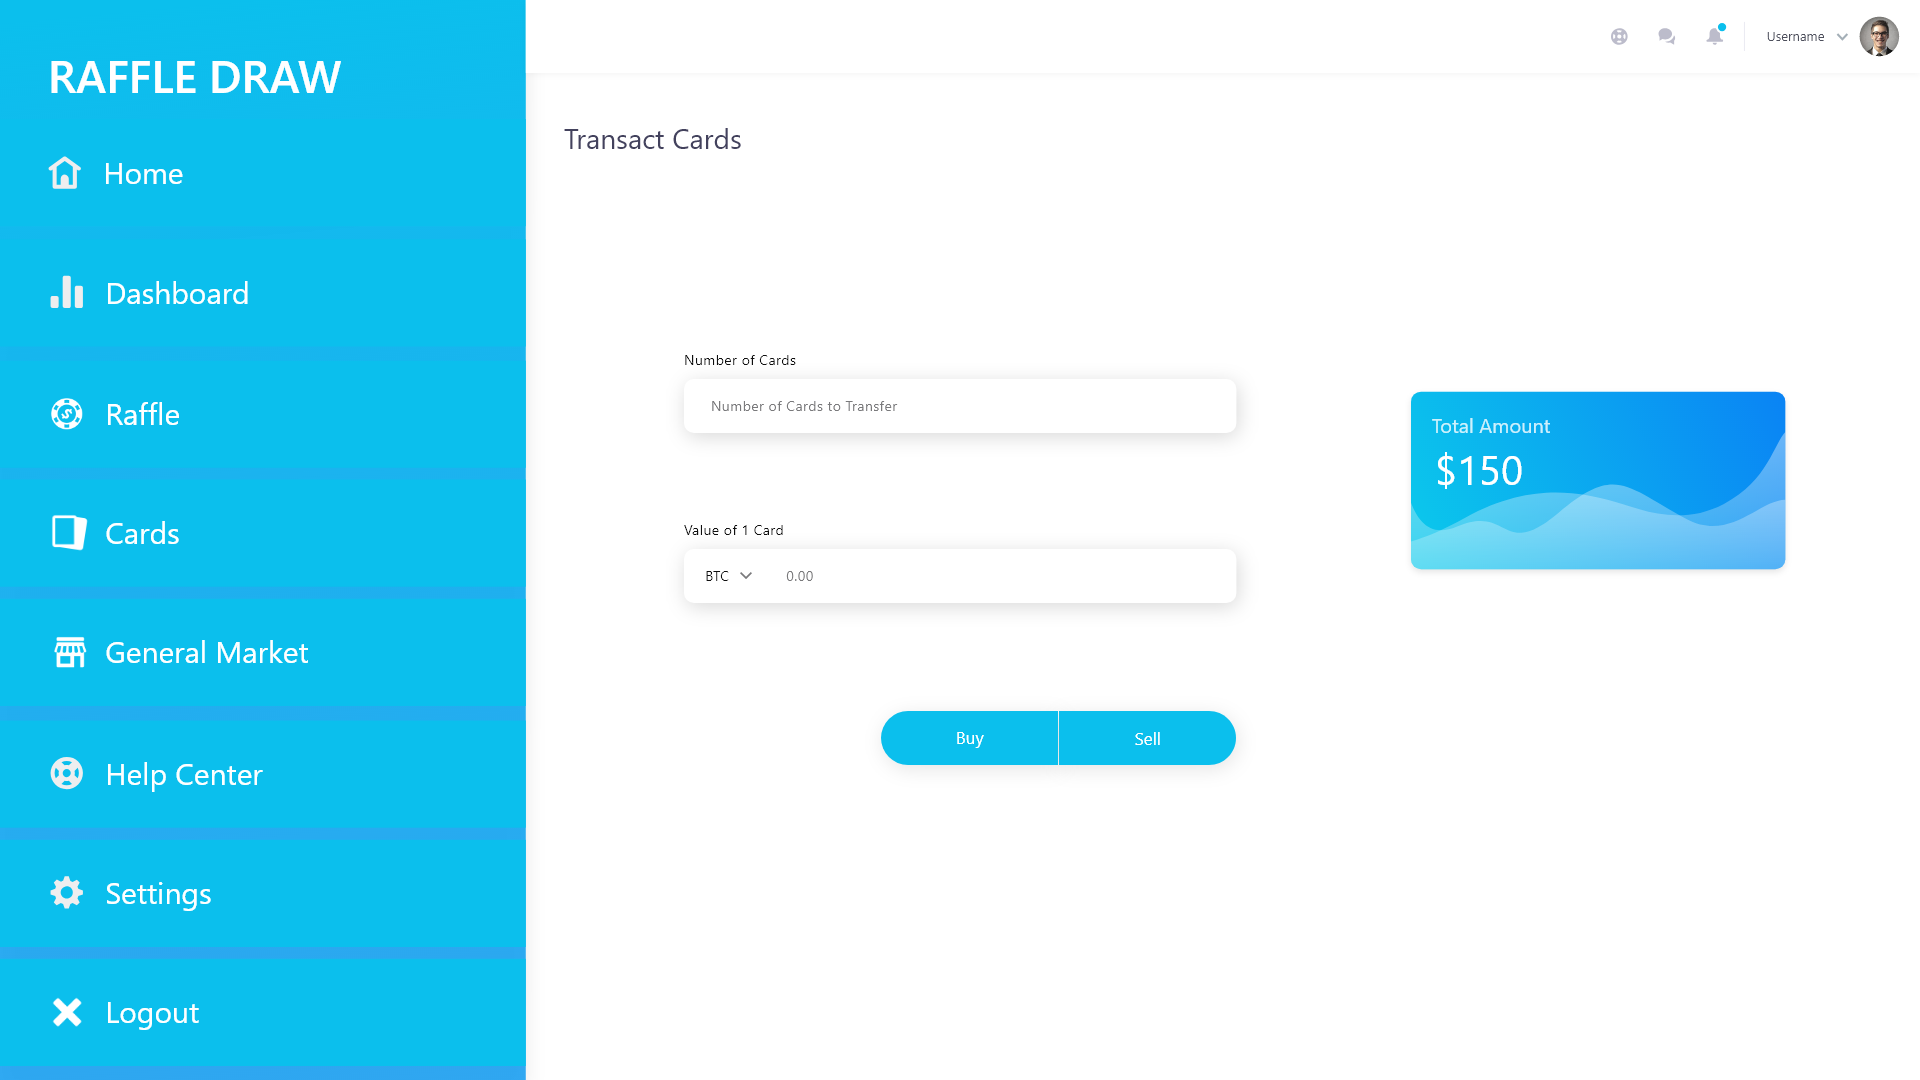 RAFFLE DRAW
Home
Dashboard
Raffle
Cards
General Market
Help Center
Settings
Logout
Username
Transact Cards
Number of Cards
Number of Cards to Transfer
Value of 1 Card
BTC 0.00
Buy Sell
Total Amount
$150